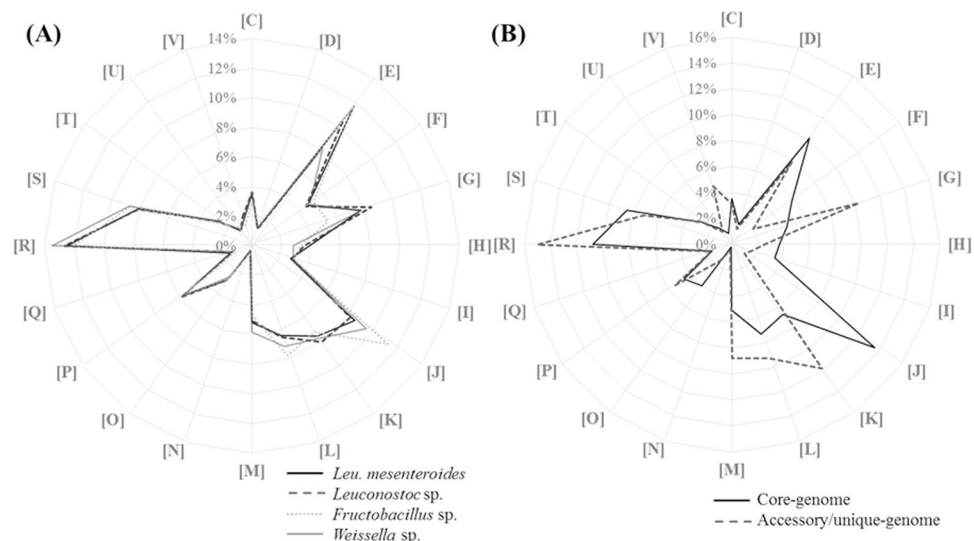 (A)
[C]
[D]
[E]
[F]
[G]
[H]
[I]
[J]
[K]
[L]
[M]
[N]
[O]
[P]
[Q]
[R]
[S]
[T]
[U]
[V]
14%
12%
10%
8%
6%
4%
2%
0%
Leu. mesenteroides
Leuconostoc sp.
Fructobacillus sp.
Weissella sp.
(B)
[C]
[D]
[E]
[F]
[G]
[H]
[I]
[J]
[K]
[L]
[M]
[N]
[O]
[P]
[Q]
[R]
[S]
[T]
[U]
[V]
16%
14%
12%
10%
8%
6%
4%
2%
0%
Core-genome
Accessory/unique-genome